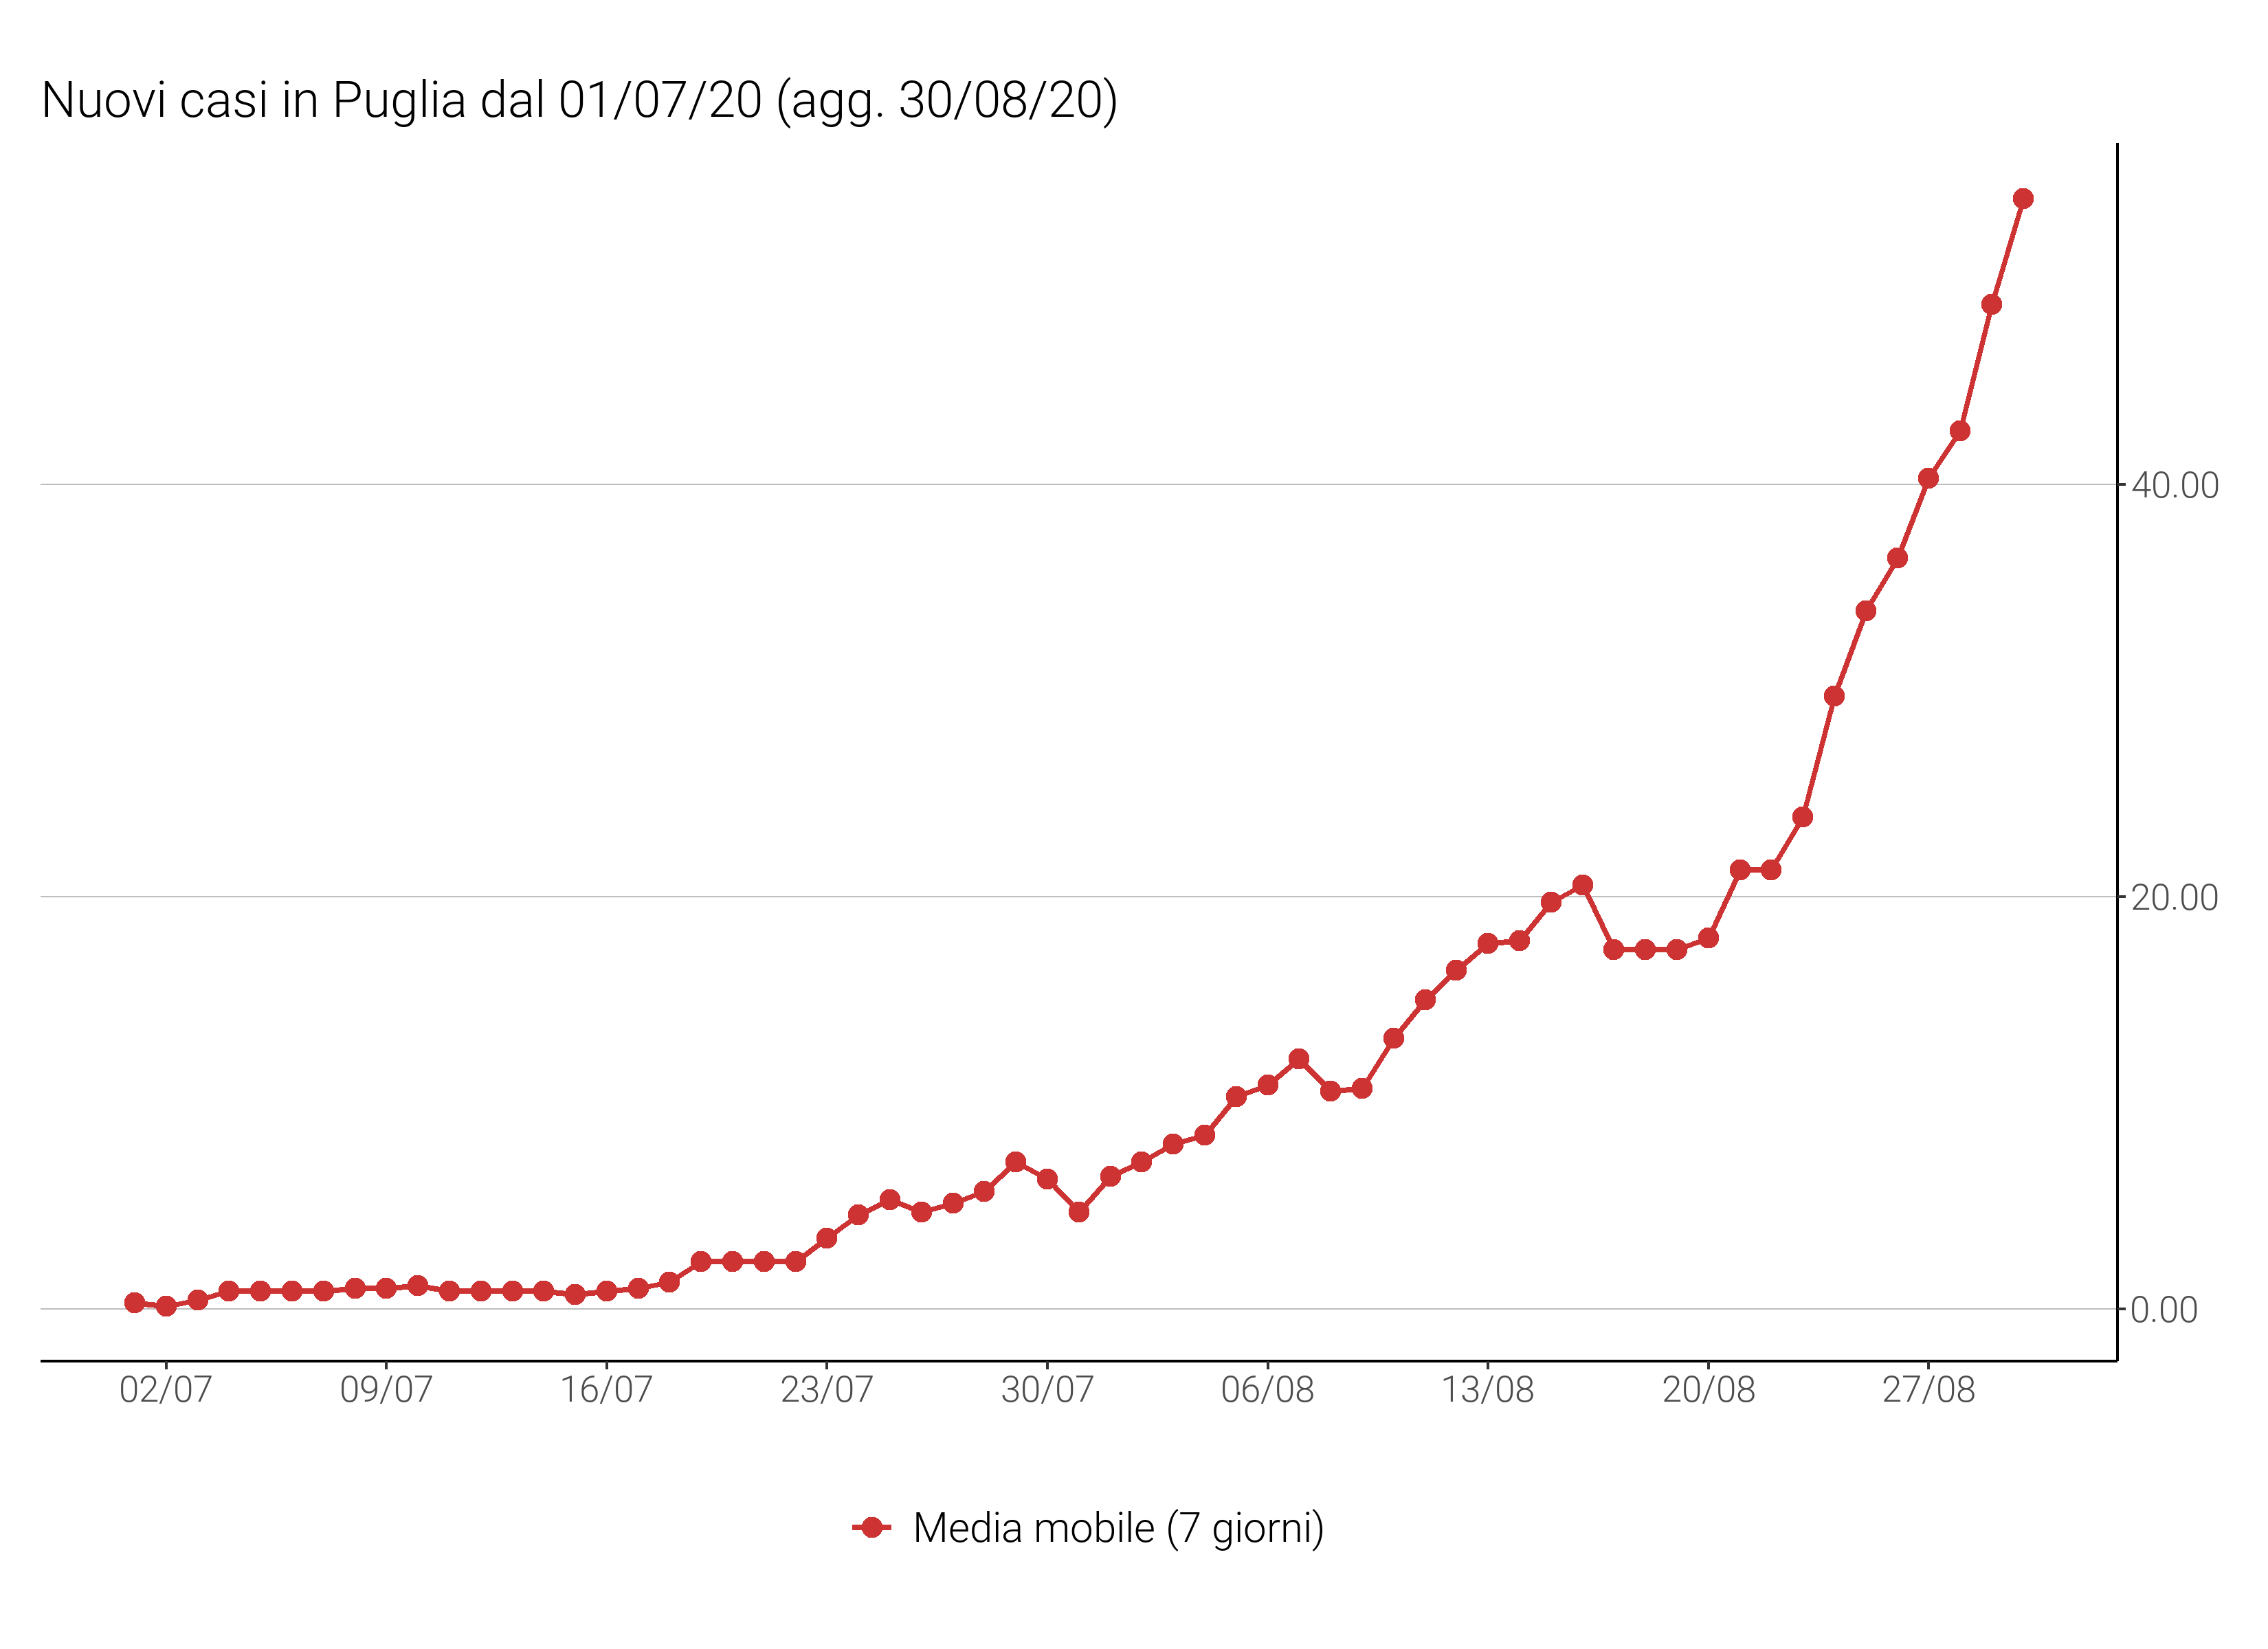 Nuovi casi in Puglia dal 01/07/20 (agg. 30/08/20)
40.00
20.00
0.00
02/07 09/07 16/07 23/07 30/07 06/08 13/08 20/08 27/08
Media mobile (7 giorni)